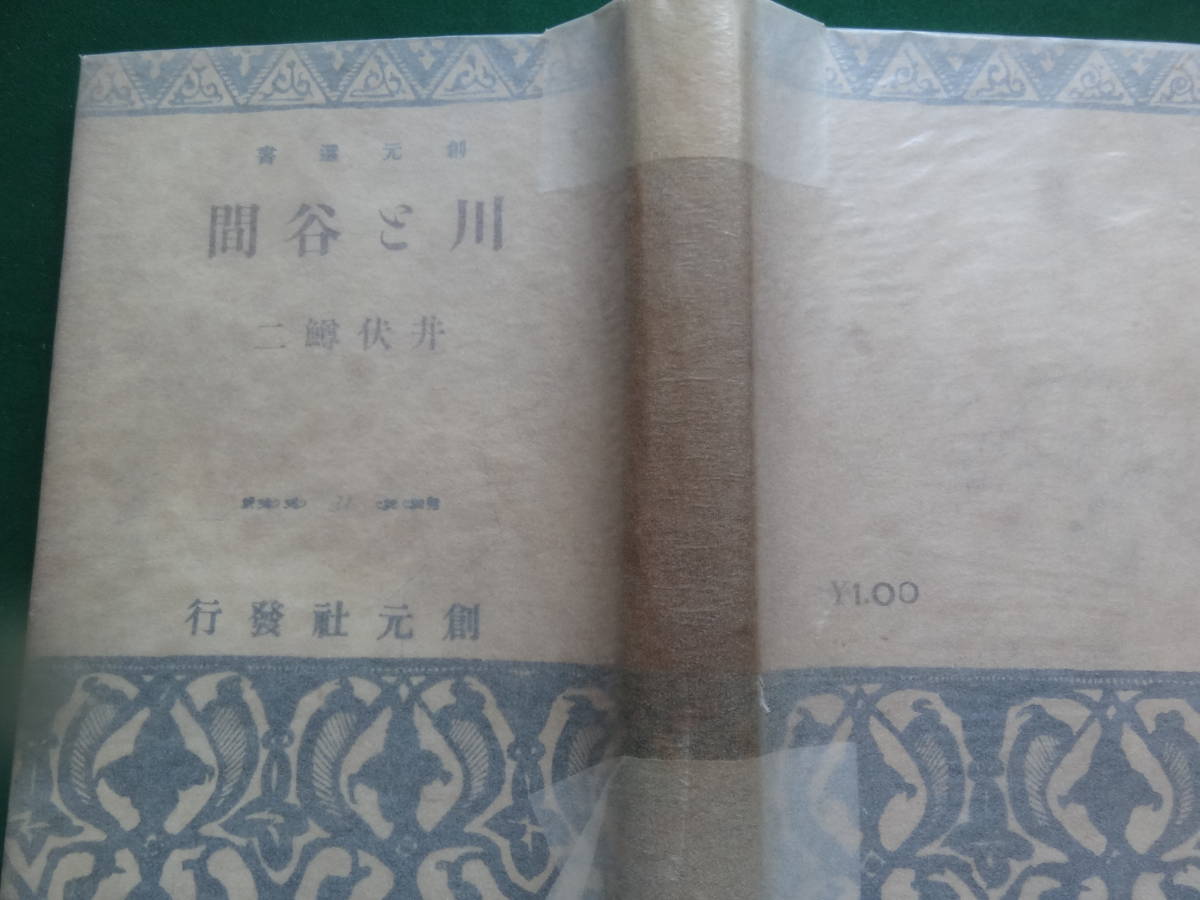 創元選書
川と谷間
井伏鱒二
創元社發行
¥1.00